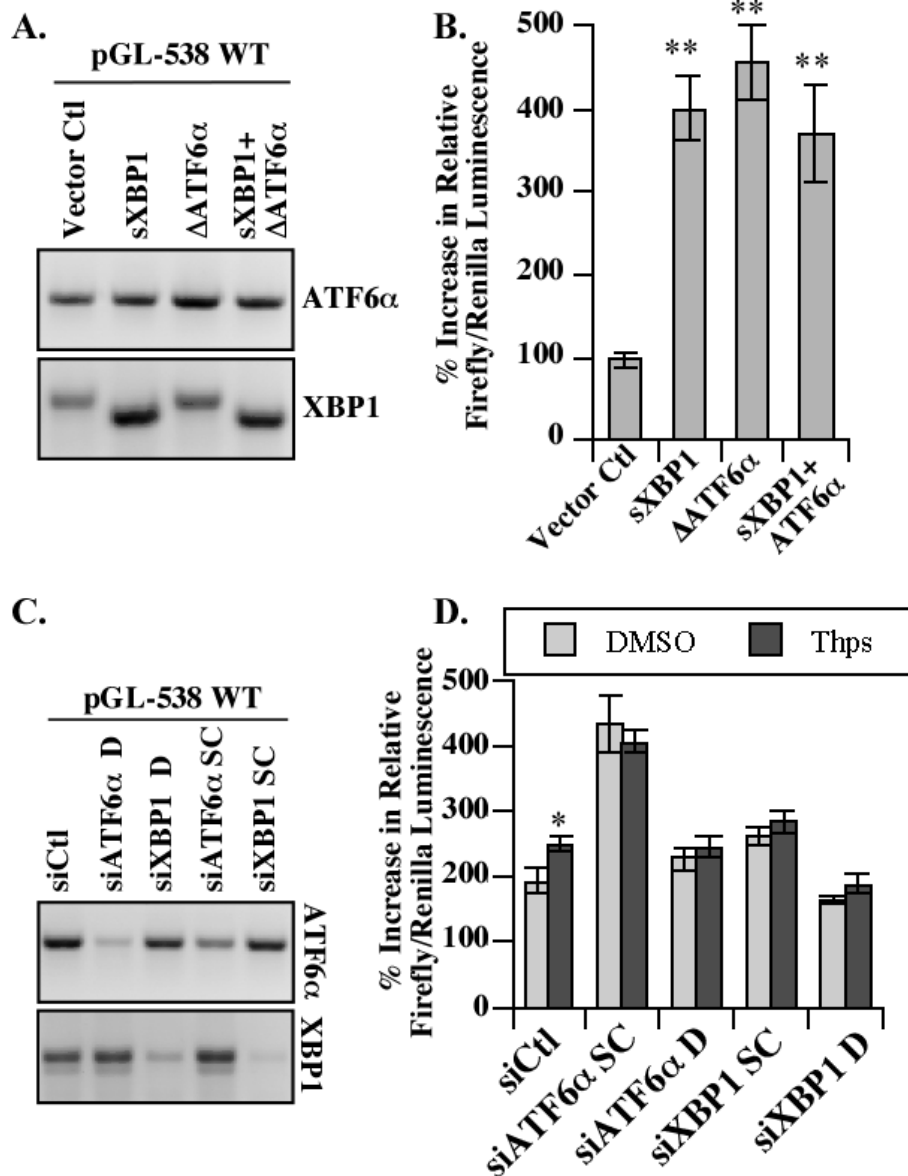 A.
pGL-538 WT
Vector Ctl
sXBP1
ΔATF6α
sXBP1+
ΔATF6α
ATF6α
XBP1
B.
% Increase in Relative
Firefly/Renilla Luminescence
500
400
300
200
100
0
**
**
**
Vector Ctl
sXBP1
ΔATF6α
sXBP1+
ATF6α
C.
pGL-538 WT
siCtl
siATF6α D
siXBP1 D
siATF6α SC
siXBP1 SC
ATF6α
XBP1
D.
DMSO
Thps
% Increase in Relative
Firefly/Renilla Luminescence
500
400
300
200
100
0
*
siCtl
siATF6α SC
siATF6α D
siXBP1 SC
siXBP1 D